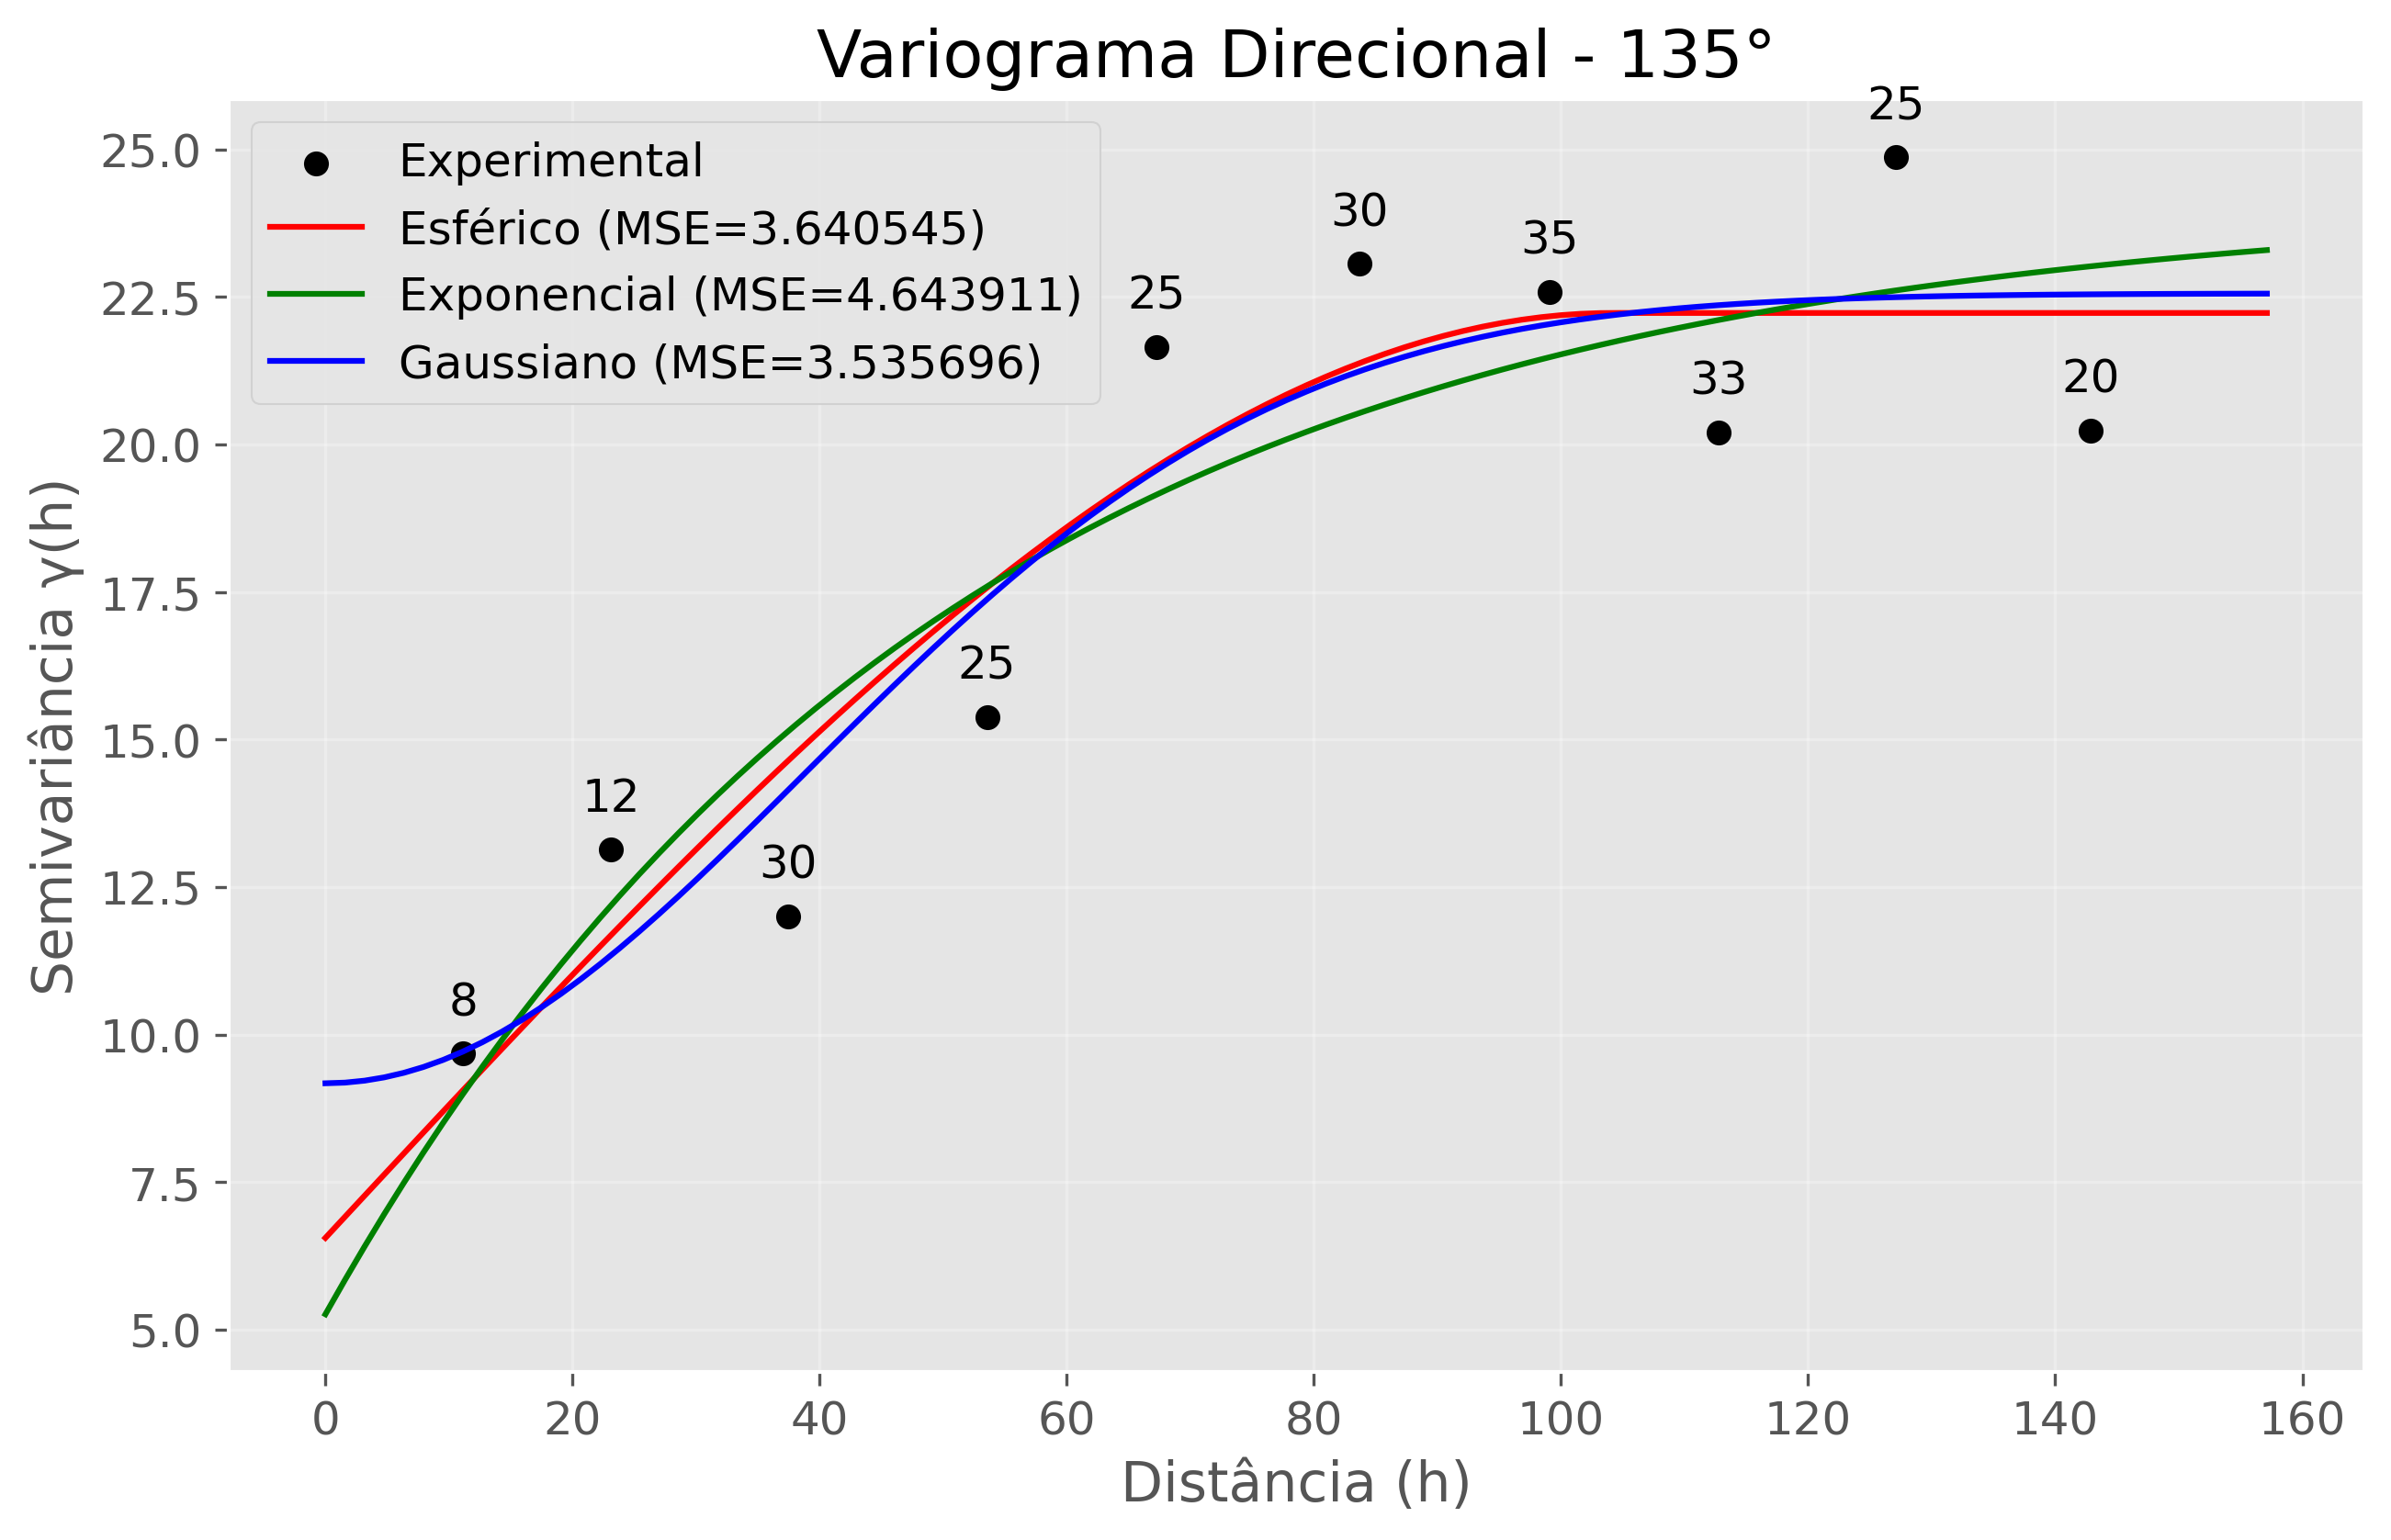 Variograma Direcional - 135°
Experimental
Esférico (MSE=3.640545)
Exponencial (MSE=4.643911)
Gaussiano (MSE=3.535696)
25
30
35
25
33
20
25
12
30
8
25.0
22.5
20.0
17.5
15.0
12.5
10.0
7.5
5.0
Semivariância γ(h)
0 20 40 60 80 100 120 140 160
Distância (h)